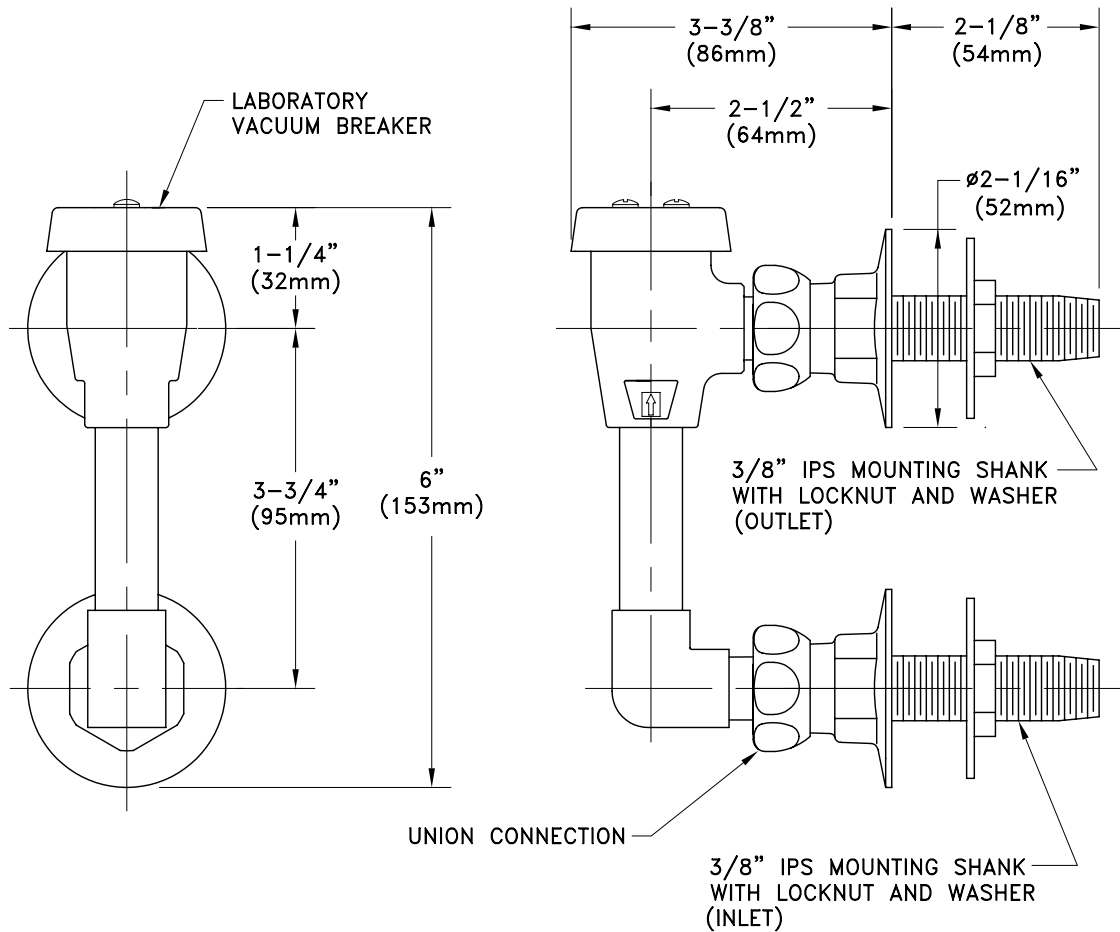 3-3/8"
(86mm)
2-1/8"
(54mm)
LABORATORY
VACUUM BREAKER
2-1/2"
(64mm)
ø2-1/16"
(52mm)
1-1/4"
(32mm)
3-3/4"
(95mm)
6"
(153mm)
3/8" IPS MOUNTING SHANK
WITH LOCKNUT AND WASHER
(OUTLET)
UNION CONNECTION
3/8" IPS MOUNTING SHANK
WITH LOCKNUT AND WASHER
(INLET)